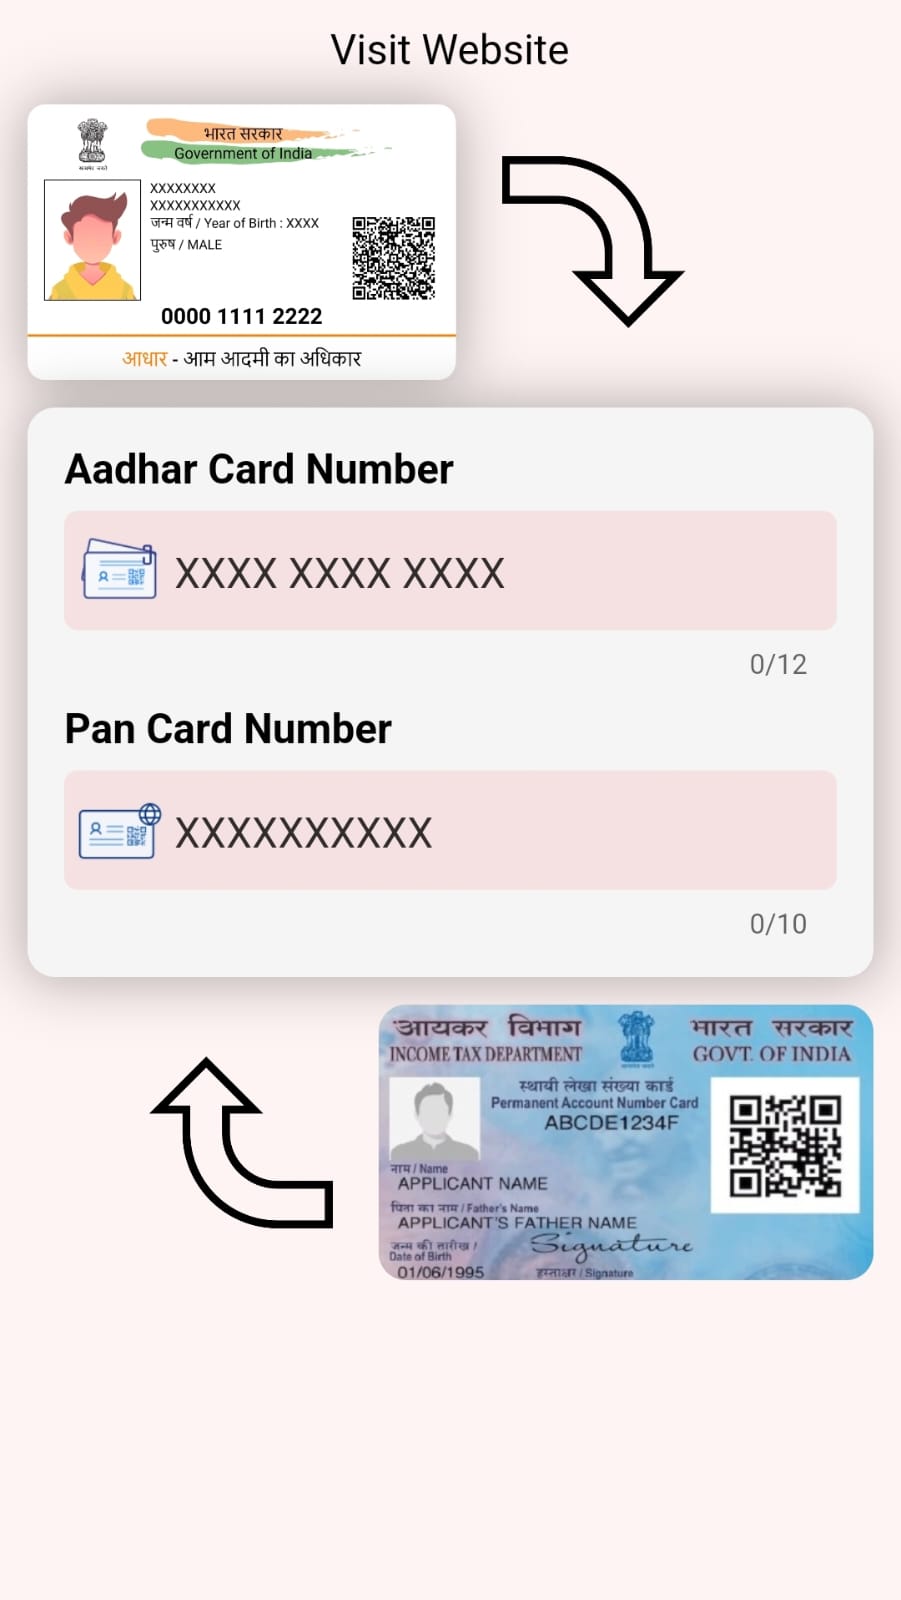 Visit Website
भारत सरकार
Government of India
XXXXXXXX
XXXXXXXXXXX
जन्म वर्ष / Year of Birth : XXXX
पुरुष / MALE
0000 1111 2222
आधार - आम आदमी का अधिकार
Aadhar Card Number
XXXX XXXX XXXX
0/12
Pan Card Number
XXXXXXXXXX
0/10
आयकर विभाग
INCOME TAX DEPARTMENT
भारत सरकार
GOVT. OF INDIA
स्थायी लेखा संख्या कार्ड
Permanent Account Number Card
ABCDE1234F
नाम / Name
APPLICANT NAME
पिता का नाम / Father's Name
APPLICANT'S FATHER NAME
जन्म की तारीख /
Date of Birth
01/06/1995
Signature
हस्ताक्षर / Signature